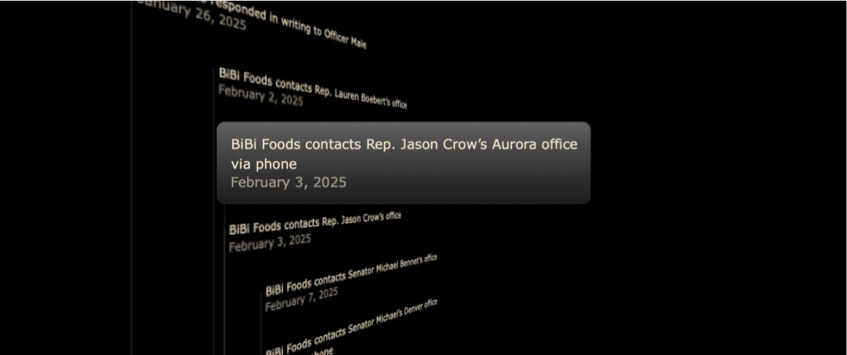 responded in writing to Officer Male
January 26, 2025
BiBi Foods contacts Rep. Lauren Boebert's office
February 2, 2025
BiBi Foods contacts Rep. Jason Crow's Aurora office
via phone
February 3, 2025
BiBi Foods contacts Rep. Jason Crow's office
February 3, 2025
BiBi Foods contacts Senator Michael Bennet's office
February 7, 2025
BiBi Foods contacts Senator Michael's Denver office
phone